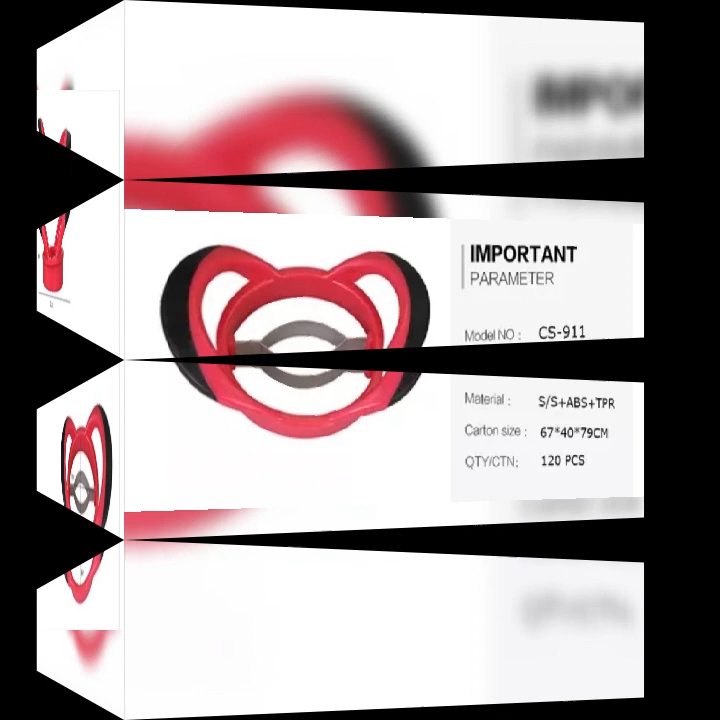 IMPORTANT
PARAMETER
Model NO : CS-911
Material : S/S+ABS+TPR
Carton size : 67*40*79CM
QTY/CTN: 120 PCS